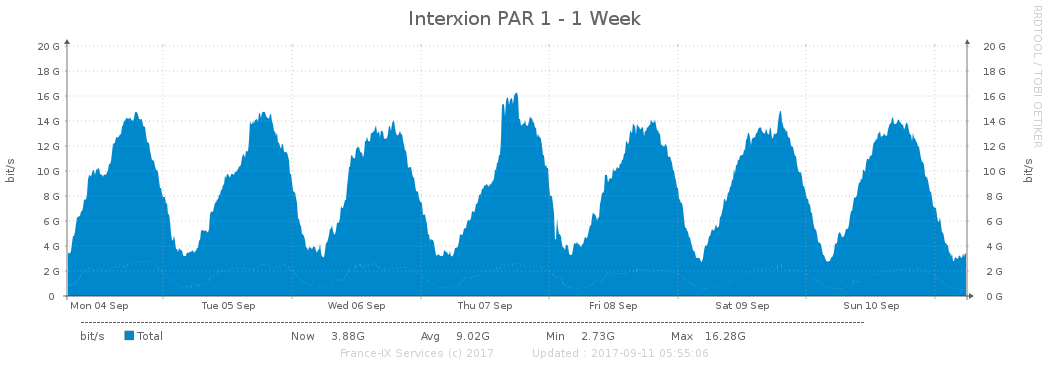 Interxion PAR 1 - 1 Week
RRDTOOL / TOBI OETIKER
20 G 20 G
18 G 18 G
16 G 16 G
14 G 14 G
12 G 12 G
10 G 10 G
8 G 8 G
6 G 6 G
4 G 4 G
2 G 2 G
0 0 G
bit/s bit/s
Mon 04 Sep Tue 05 Sep Wed 06 Sep Thu 07 Sep Fri 08 Sep Sat 09 Sep Sun 10 Sep
bit/s Total Now 3.88G Avg 9.02G Min 2.73G Max 16.28G
France-IX Services (c) 2017 Updated : 2017-09-11 05:55:06